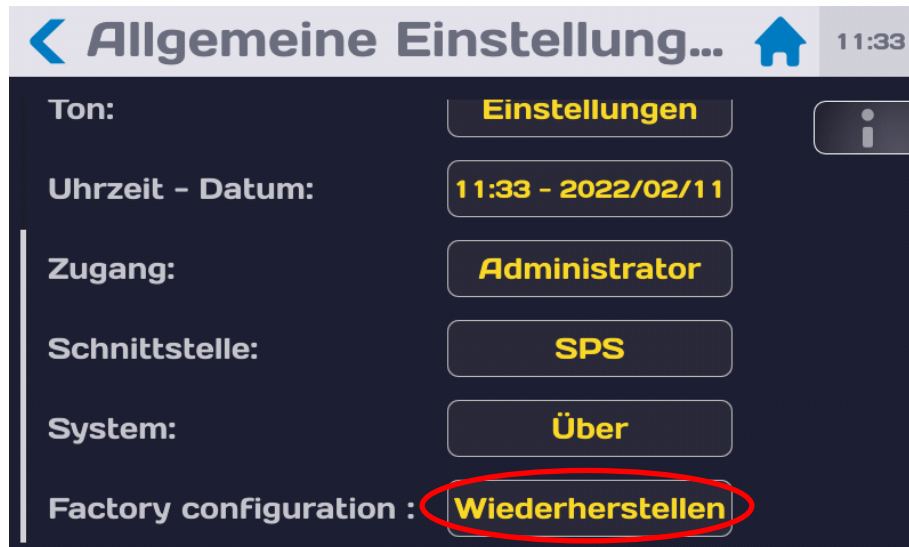 Allgemeine Einstellung... 11:33
Ton: Einstellungen
Uhrzeit - Datum: 11:33 - 2022/02/11
Zugang: Administrator
Schnittstelle: SPS
System: Über
Factory configuration : Wiederherstellen